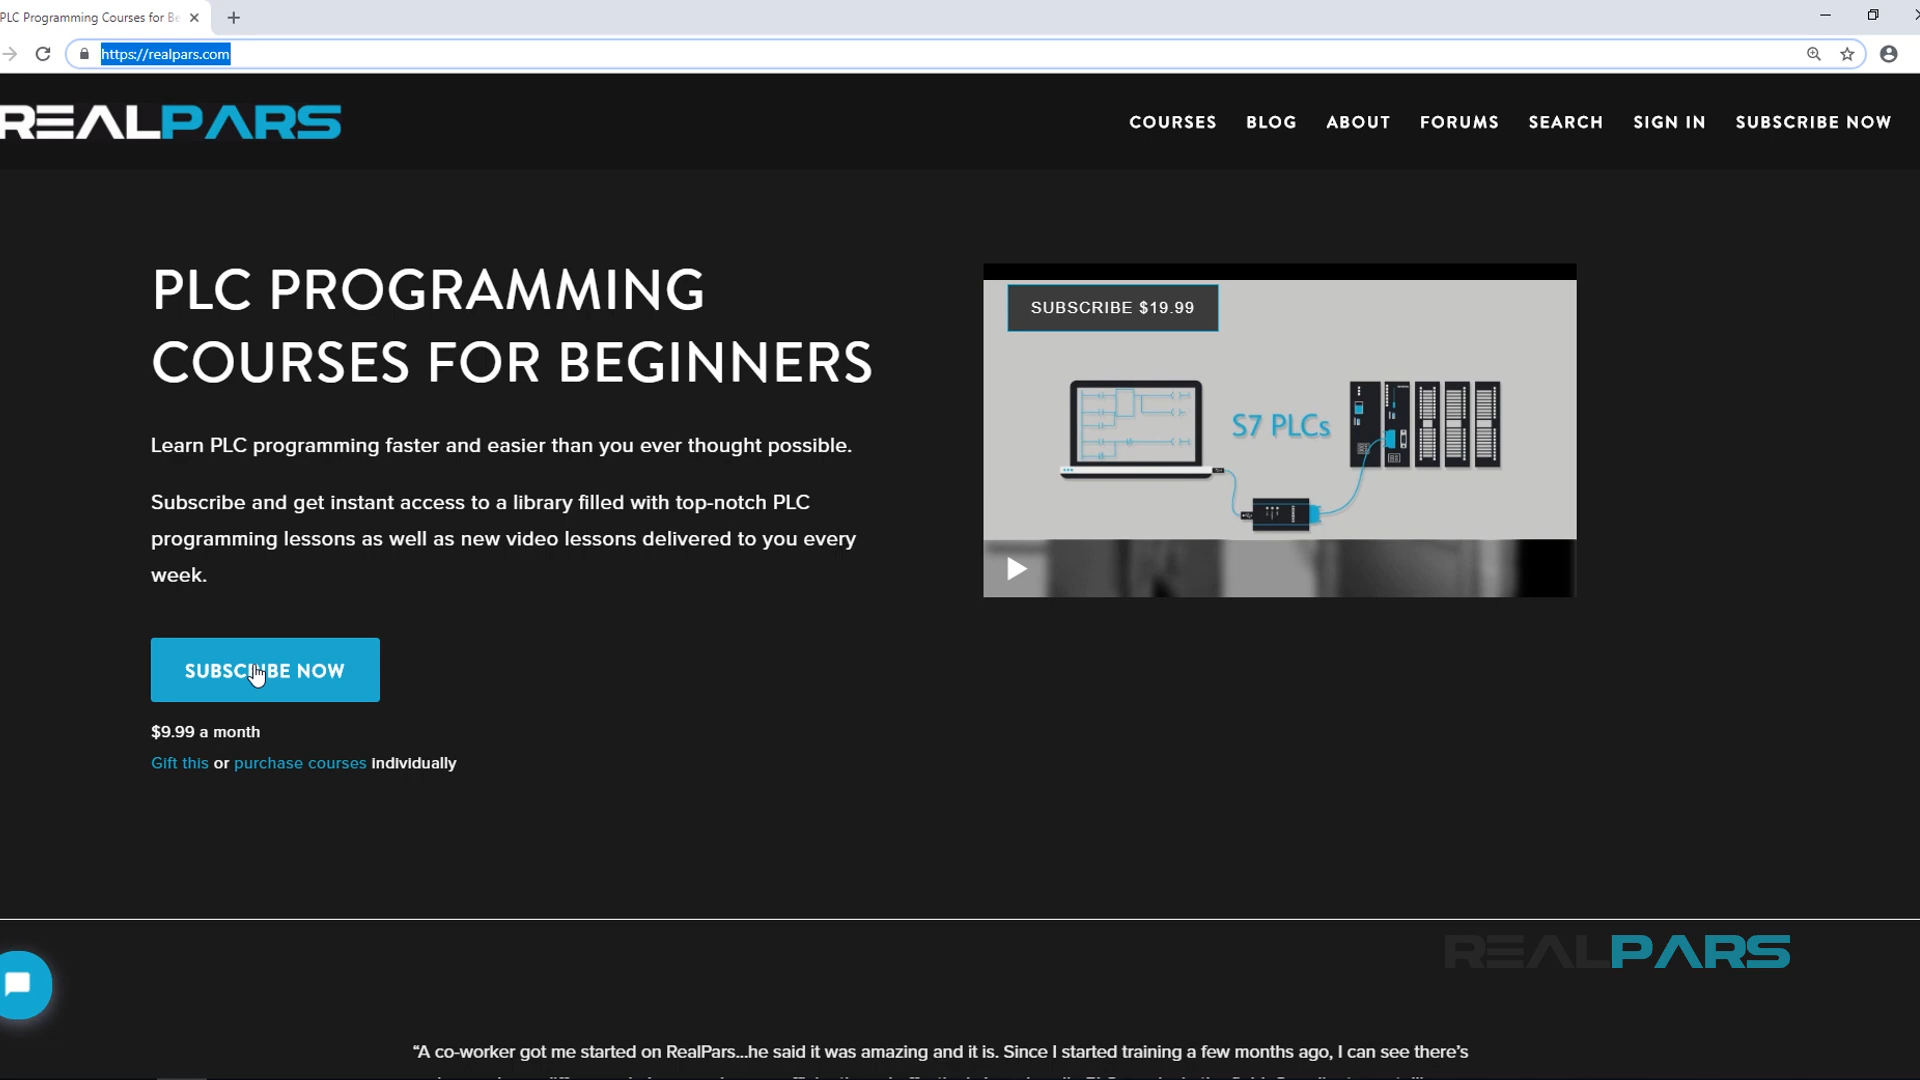 PLC Programming Courses for Be
https://realpars.com
REALPARS
COURSES BLOG ABOUT FORUMS SEARCH SIGN IN SUBSCRIBE NOW
PLC PROGRAMMING
COURSES FOR BEGINNERS
Learn PLC programming faster and easier than you ever thought possible.
Subscribe and get instant access to a library filled with top-notch PLC
programming lessons as well as new video lessons delivered to you every
week.
SUBSCRIBE NOW
$9.99 a month
Gift this or purchase courses individually
SUBSCRIBE $19.99
S7 PLCs
REALPARS
“A co-worker got me started on RealPars...he said it was amazing and it is. Since I started training a few months ago, I can see there’s